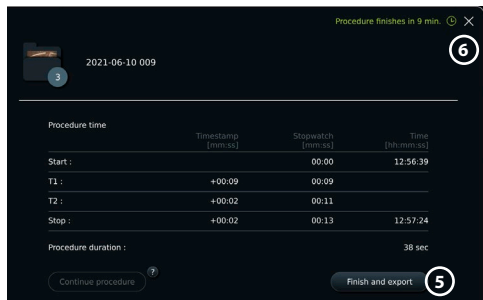 Procedure finishes in 9 min.
6
2021-06-10 009
3
Procedure time
Timestamp [mm:ss] Stopwatch [mm:ss] Time [hh:mm:ss]
Start : 00:00 12:56:39
T1 : +00:09 00:09
T2 : +00:02 00:11
Stop : +00:02 00:13 12:57:24
Procedure duration : 38 sec
Continue procedure ? Finish and export 5